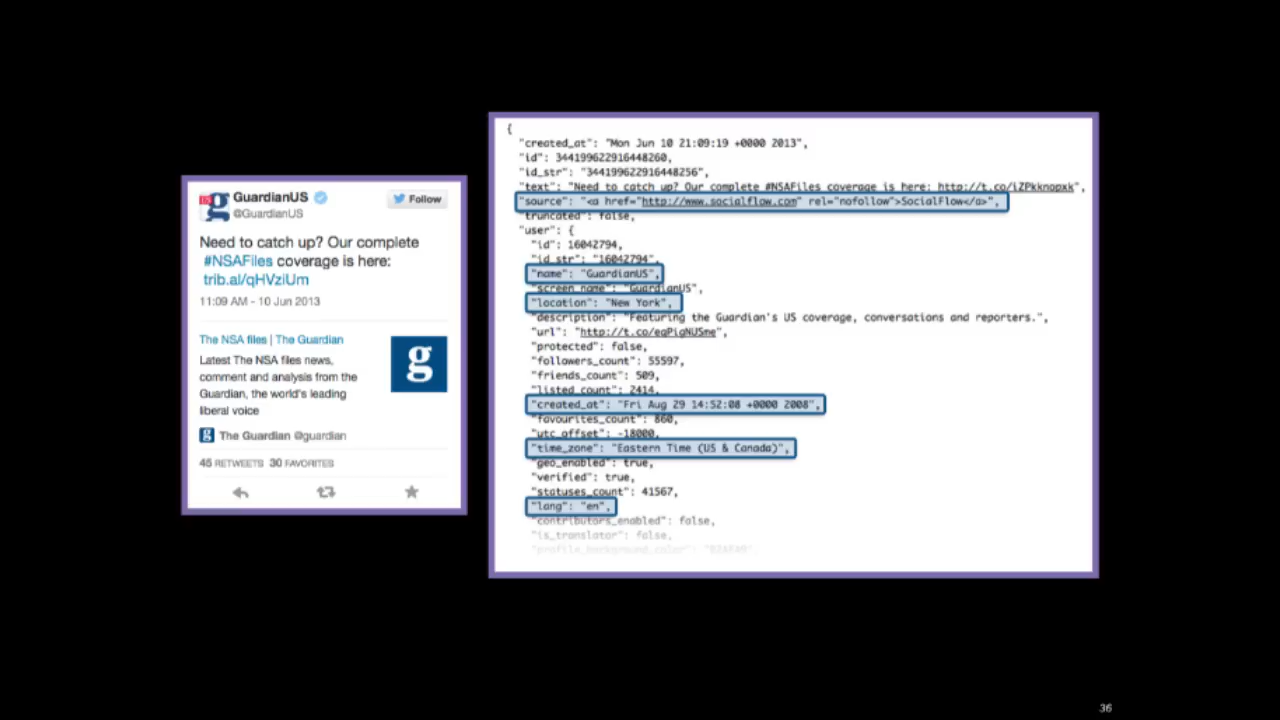 GuardianUS
@GuardianUS
Follow
Need to catch up? Our complete
#NSAFiles coverage is here:
trib.al/qHVziUm
11:09 AM - 10 Jun 2013
The NSA files | The Guardian
Latest The NSA files news,
comment and analysis from the
Guardian, the world's leading
liberal voice
g
g The Guardian @guardian
45 RETWEETS 30 FAVORITES
{
"created_at": "Mon Jun 10 21:09:19 +0000 2013",
"id": 344199622916448260,
"id_str": "344199622916448256",
"text": "Need to catch up? Our complete #NSAFiles coverage is here: http://t.co/iZPkknopxk",
"source": "<a href="http://www.socialflow.com" rel="nofollow">SocialFlow</a>",
"truncated": false,
"user": {
"id": 16042794,
"id_str": "16042794",
"name": "GuardianUS",
"screen_name": "GuardianUS",
"location": "New York",
"description": "Featuring the Guardian's US coverage, conversations and reporters.",
"url": "http://t.co/eqPigNUSme",
"protected": false,
"followers_count": 55597,
"friends_count": 509,
"listed_count": 2414,
"created_at": "Fri Aug 29 14:52:08 +0000 2008",
"favourites_count": 860,
"utc_offset": -18000,
"time_zone": "Eastern Time (US & Canada)",
"geo_enabled": true,
"verified": true,
"statuses_count": 41567,
"lang": "en",
"contributors_enabled": false,
"is_translator": false,
"profile_background_color":
36